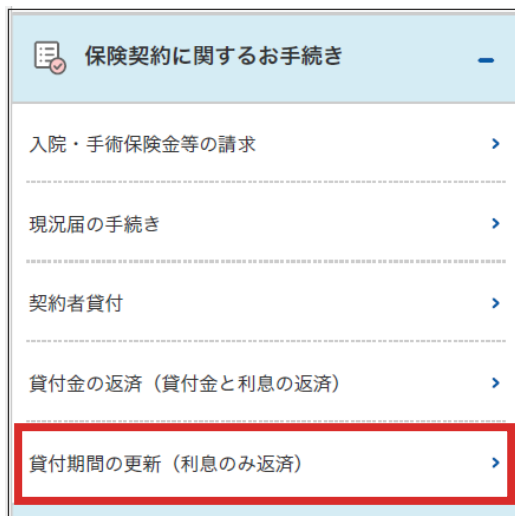 保険契約に関するお手続き
入院・手術保険金等の請求
現況届の手続き
契約者貸付
貸付金の返済（貸付金と利息の返済）
貸付期間の更新（利息のみ返済）